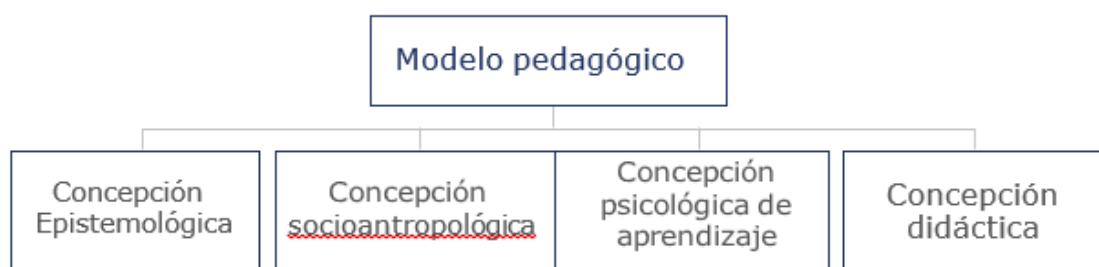 Modelo pedagógico
Concepción
Epistemológica
Concepción
socioantropológica
Concepción
psicológica de
aprendizaje
Concepción
didáctica